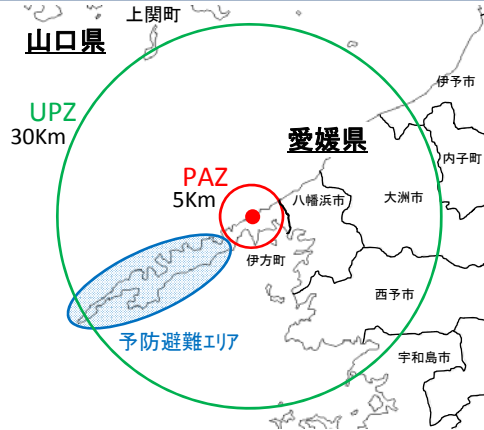 上関町
山口県
伊予市
UPZ
30Km
内子町
愛媛県
PAZ
5Km
八幡浜市
大洲市
伊方町
西予市
予防避難エリア
宇和島市